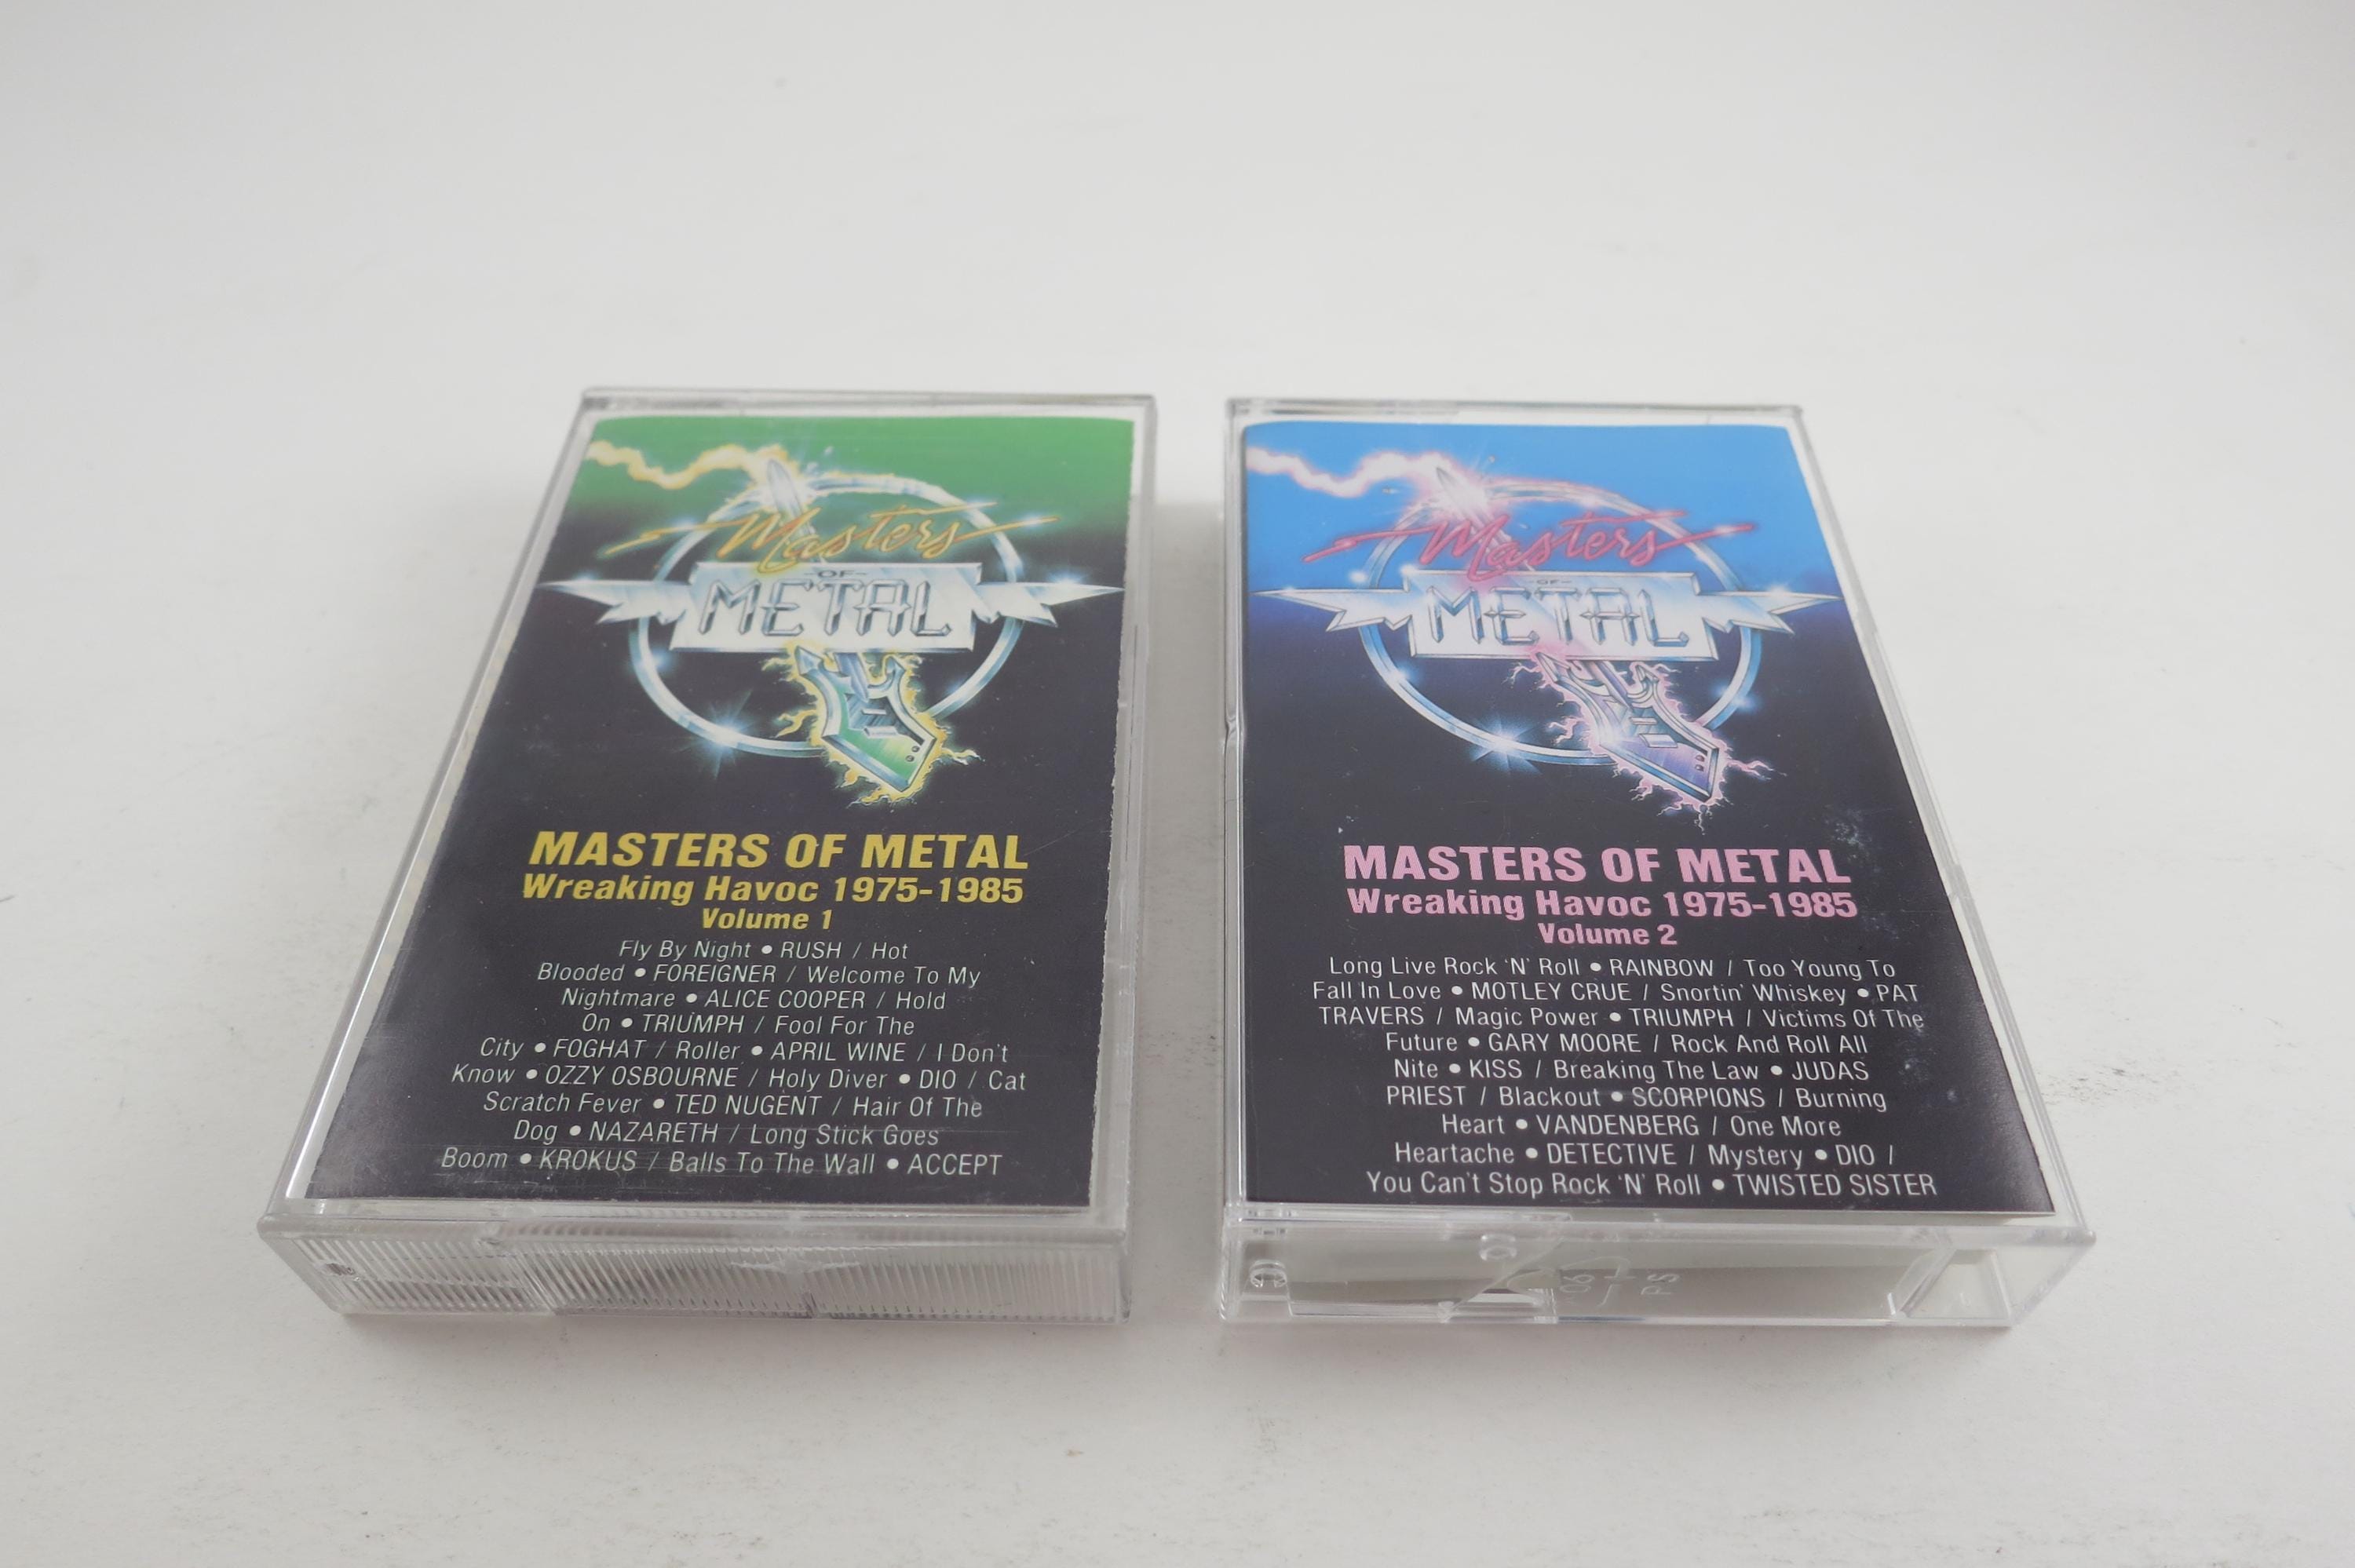 Masters
-OF-
METAL
MASTERS OF METAL
Wreaking Havoc 1975-1985
Volume 1
Fly By Night • RUSH / Hot
Blooded • FOREIGNER / Welcome To My
Nightmare • ALICE COOPER / Hold
On • TRIUMPH / Fool For The
City • FOGHAT / Roller • APRIL WINE / I Don't
Know • OZZY OSBOURNE / Holy Diver • DIO / Cat
Scratch Fever • TED NUGENT / Hair Of The
Dog • NAZARETH / Long Stick Goes
Boom • KROKUS / Balls To The Wall • ACCEPT
Masters
-OF-
METAL
MASTERS OF METAL
Wreaking Havoc 1975-1985
Volume 2
Long Live Rock 'N' Roll • RAINBOW / Too Young To
Fall In Love • MOTLEY CRUE / Snortin' Whiskey • PAT
TRAVERS / Magic Power • TRIUMPH / Victims Of The
Future • GARY MOORE / Rock And Roll All
Nite • KISS / Breaking The Law • JUDAS
PRIEST / Blackout • SCORPIONS / Burning
Heart • VANDENBERG / One More
Heartache • DETECTIVE / Mystery • DIO /
You Can't Stop Rock 'N' Roll • TWISTED SISTER